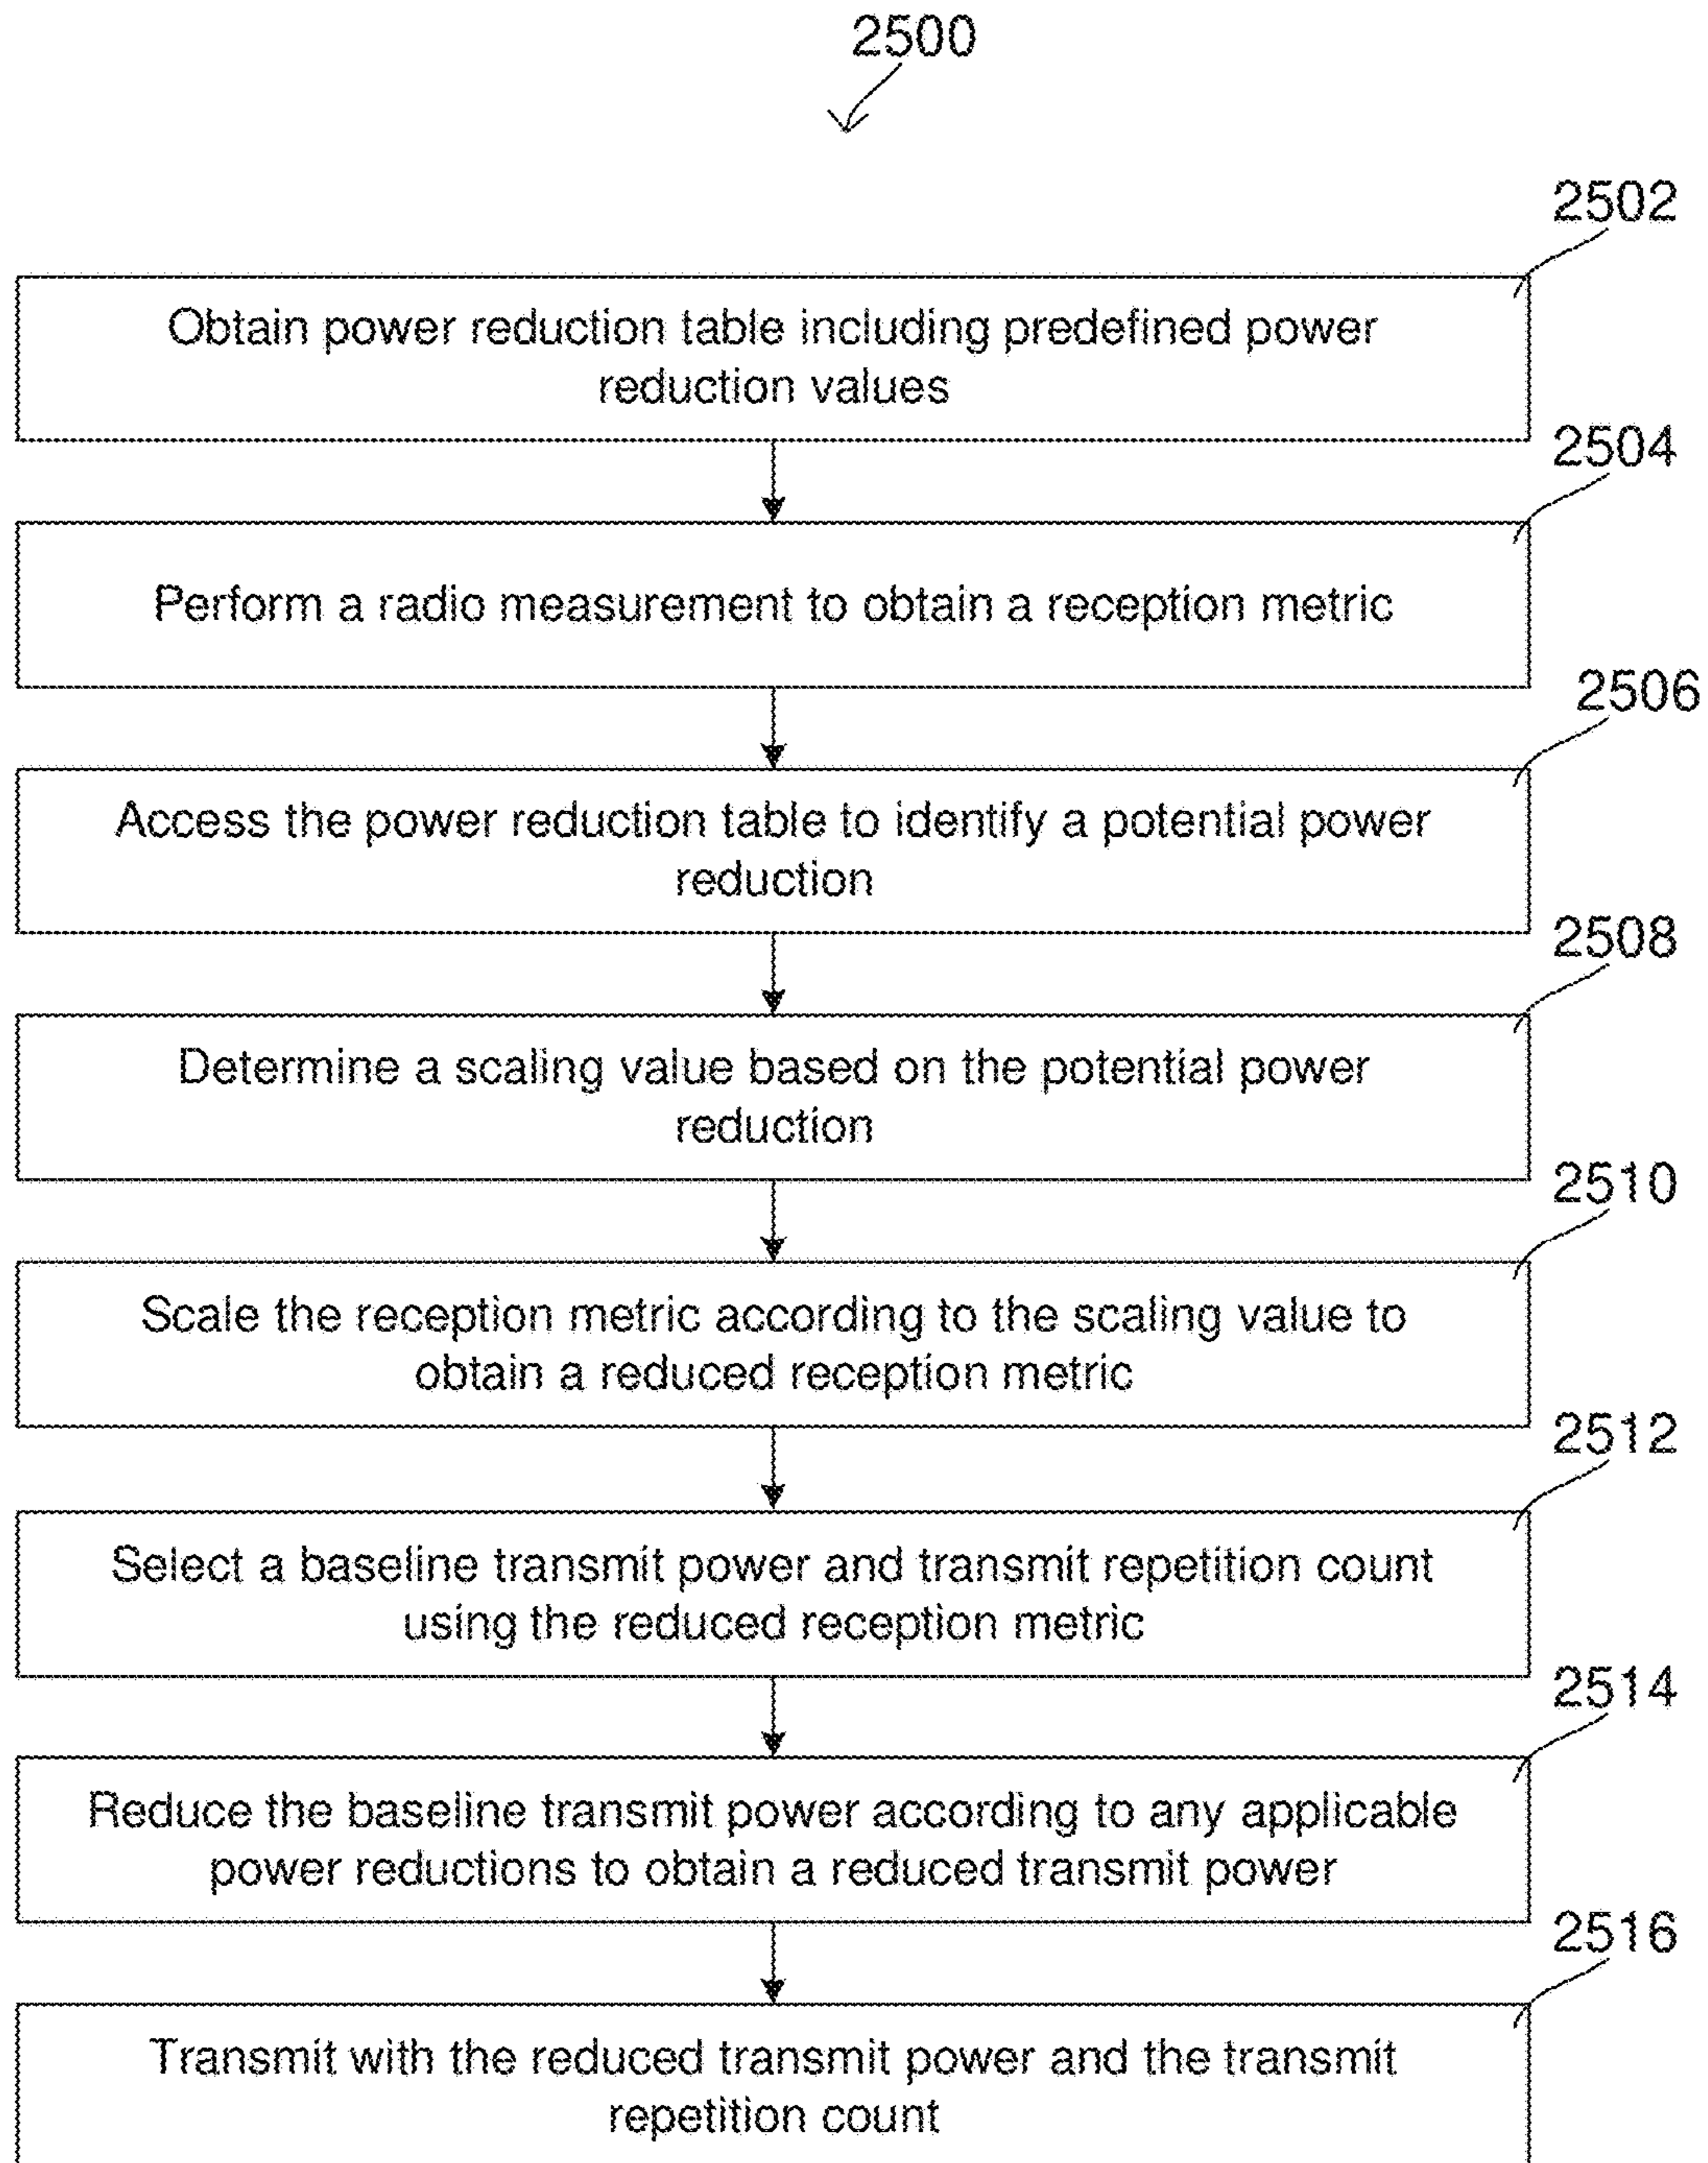 2500
2502
Obtain power reduction table including predefined power
reduction values
2504
Perform a radio measurement to obtain a reception metric
2506
Access the power reduction table to identify a potential power
reduction
2508
Determine a scaling value based on the potential power
reduction
2510
Scale the reception metric according to the scaling value to
obtain a reduced reception metric
2512
Select a baseline transmit power and transmit repetition count
using the reduced reception metric
2514
Reduce the baseline transmit power according to any applicable
power reductions to obtain a reduced transmit power
2516
Transmit with the reduced transmit power and the transmit
repetition count